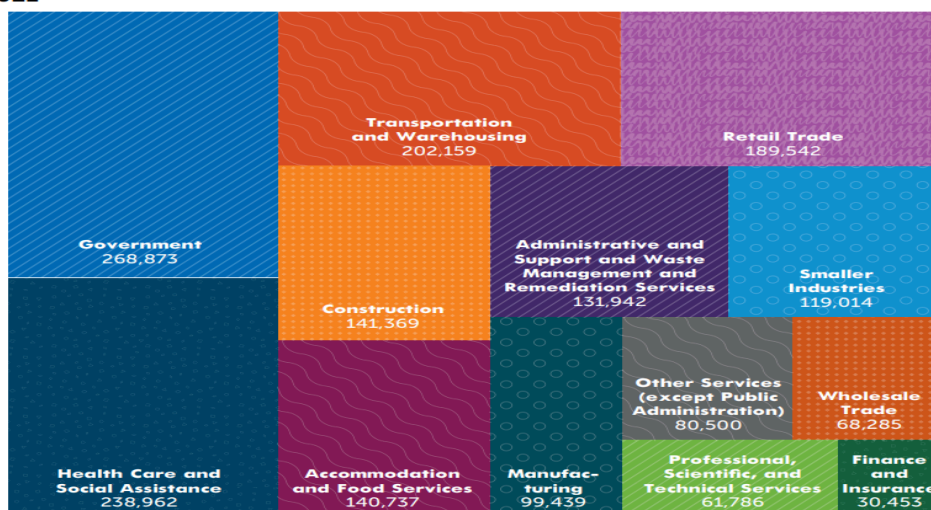 Transportation
and Warehousing
202,159
Retail Trade
189,542
Government
268,873
Construction
141,369
Administrative and
Support and Waste
Management and
Remediation Services
131,942
Smaller
Industries
119,014
Health Care and
Social Assistance
238,962
Accommodation
and Food Services
140,737
Manufac-
turing
99,439
Other Services
(except Public
Administration)
80,500
Wholesale
Trade
68,285
Professional,
Scientific, and
Technical Services
61,786
Finance
and
Insurance
30,453